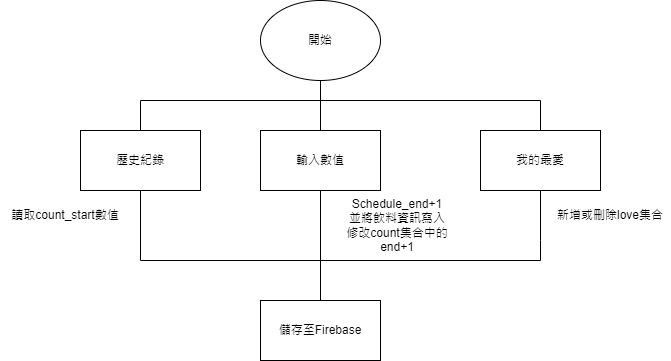 開始
歷史紀錄
輸入數值
我的最愛
讀取count_start數值
Schedule_end+1
並將飲料資訊寫入
修改count集合中的
end+1
新增或刪除love集合
儲存至Firebase